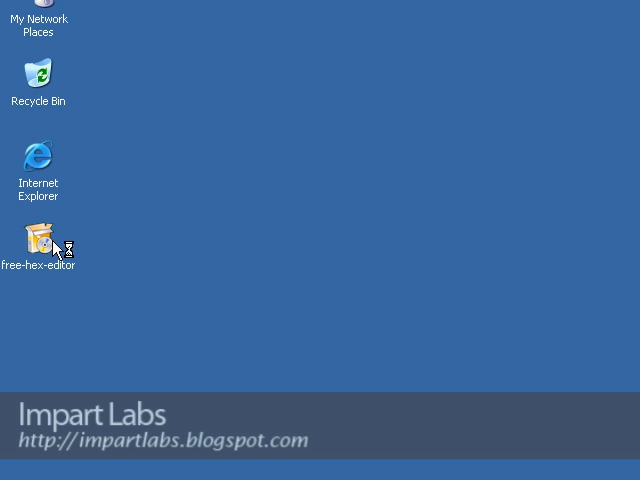 My Network
Places
Recycle Bin
Internet
Explorer
free-hex-editor
Impart Labs
http://impartlabs.blogspot.com